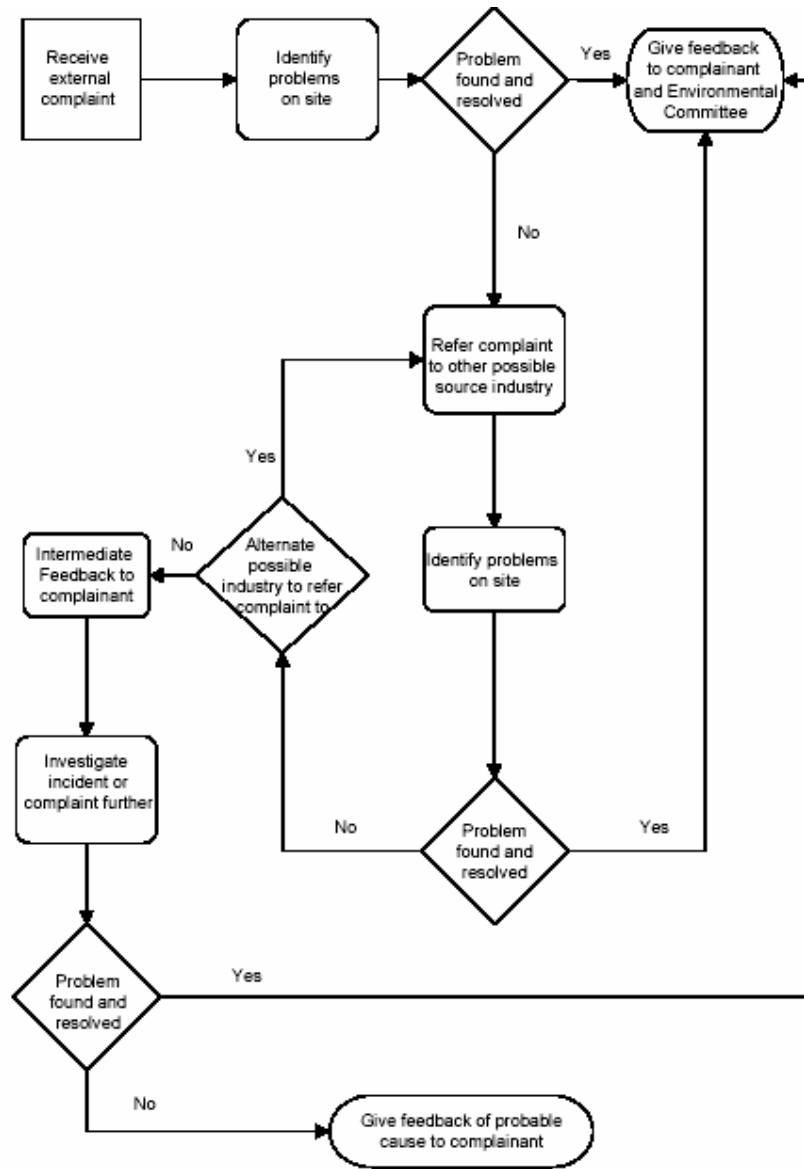 Receive
external
complaint
Identify
problems
on site
Problem
found and
resolved
Yes
Give feedback
to complainant
and Environmental
Committee
No
Refer complaint
to other possible
source industry
Yes
Identify problems
on site
Alternate
possible
industry to refer
complaint to
No
Intermediate
Feedback to
complainant
Investigate
incident or
complaint further
No
Problem
found and
resolved
Yes
Problem
found and
resolved
Yes
No
Give feedback of probable
cause to complainant